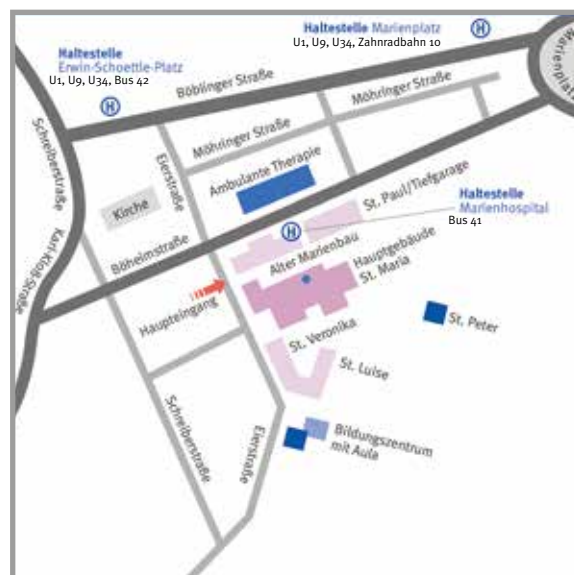 Haltestelle Marienplatz
U1, U9, U34, Zahnradbahn 10
H
Marienplatz
Haltestelle
Erwin-Schoettle-Platz
U1, U9, U34, Bus 42
H
Böblinger Straße
Möhringer Straße
Möhringer Straße
Schreiberstraße
Eierstraße
Ambulante Therapie
Kirche
St. Paul/Tiefgarage
Haltestelle
Marienhospital
Bus 41
H
Karl-Kloß-Straße
Böheimstraße
Alter Marienbau
Hauptgebäude
St. Maria
Haupteingang
St. Peter
St. Veronika
St. Luise
Schreiberstraße
Eierstraße
Bildungszentrum
mit Aula